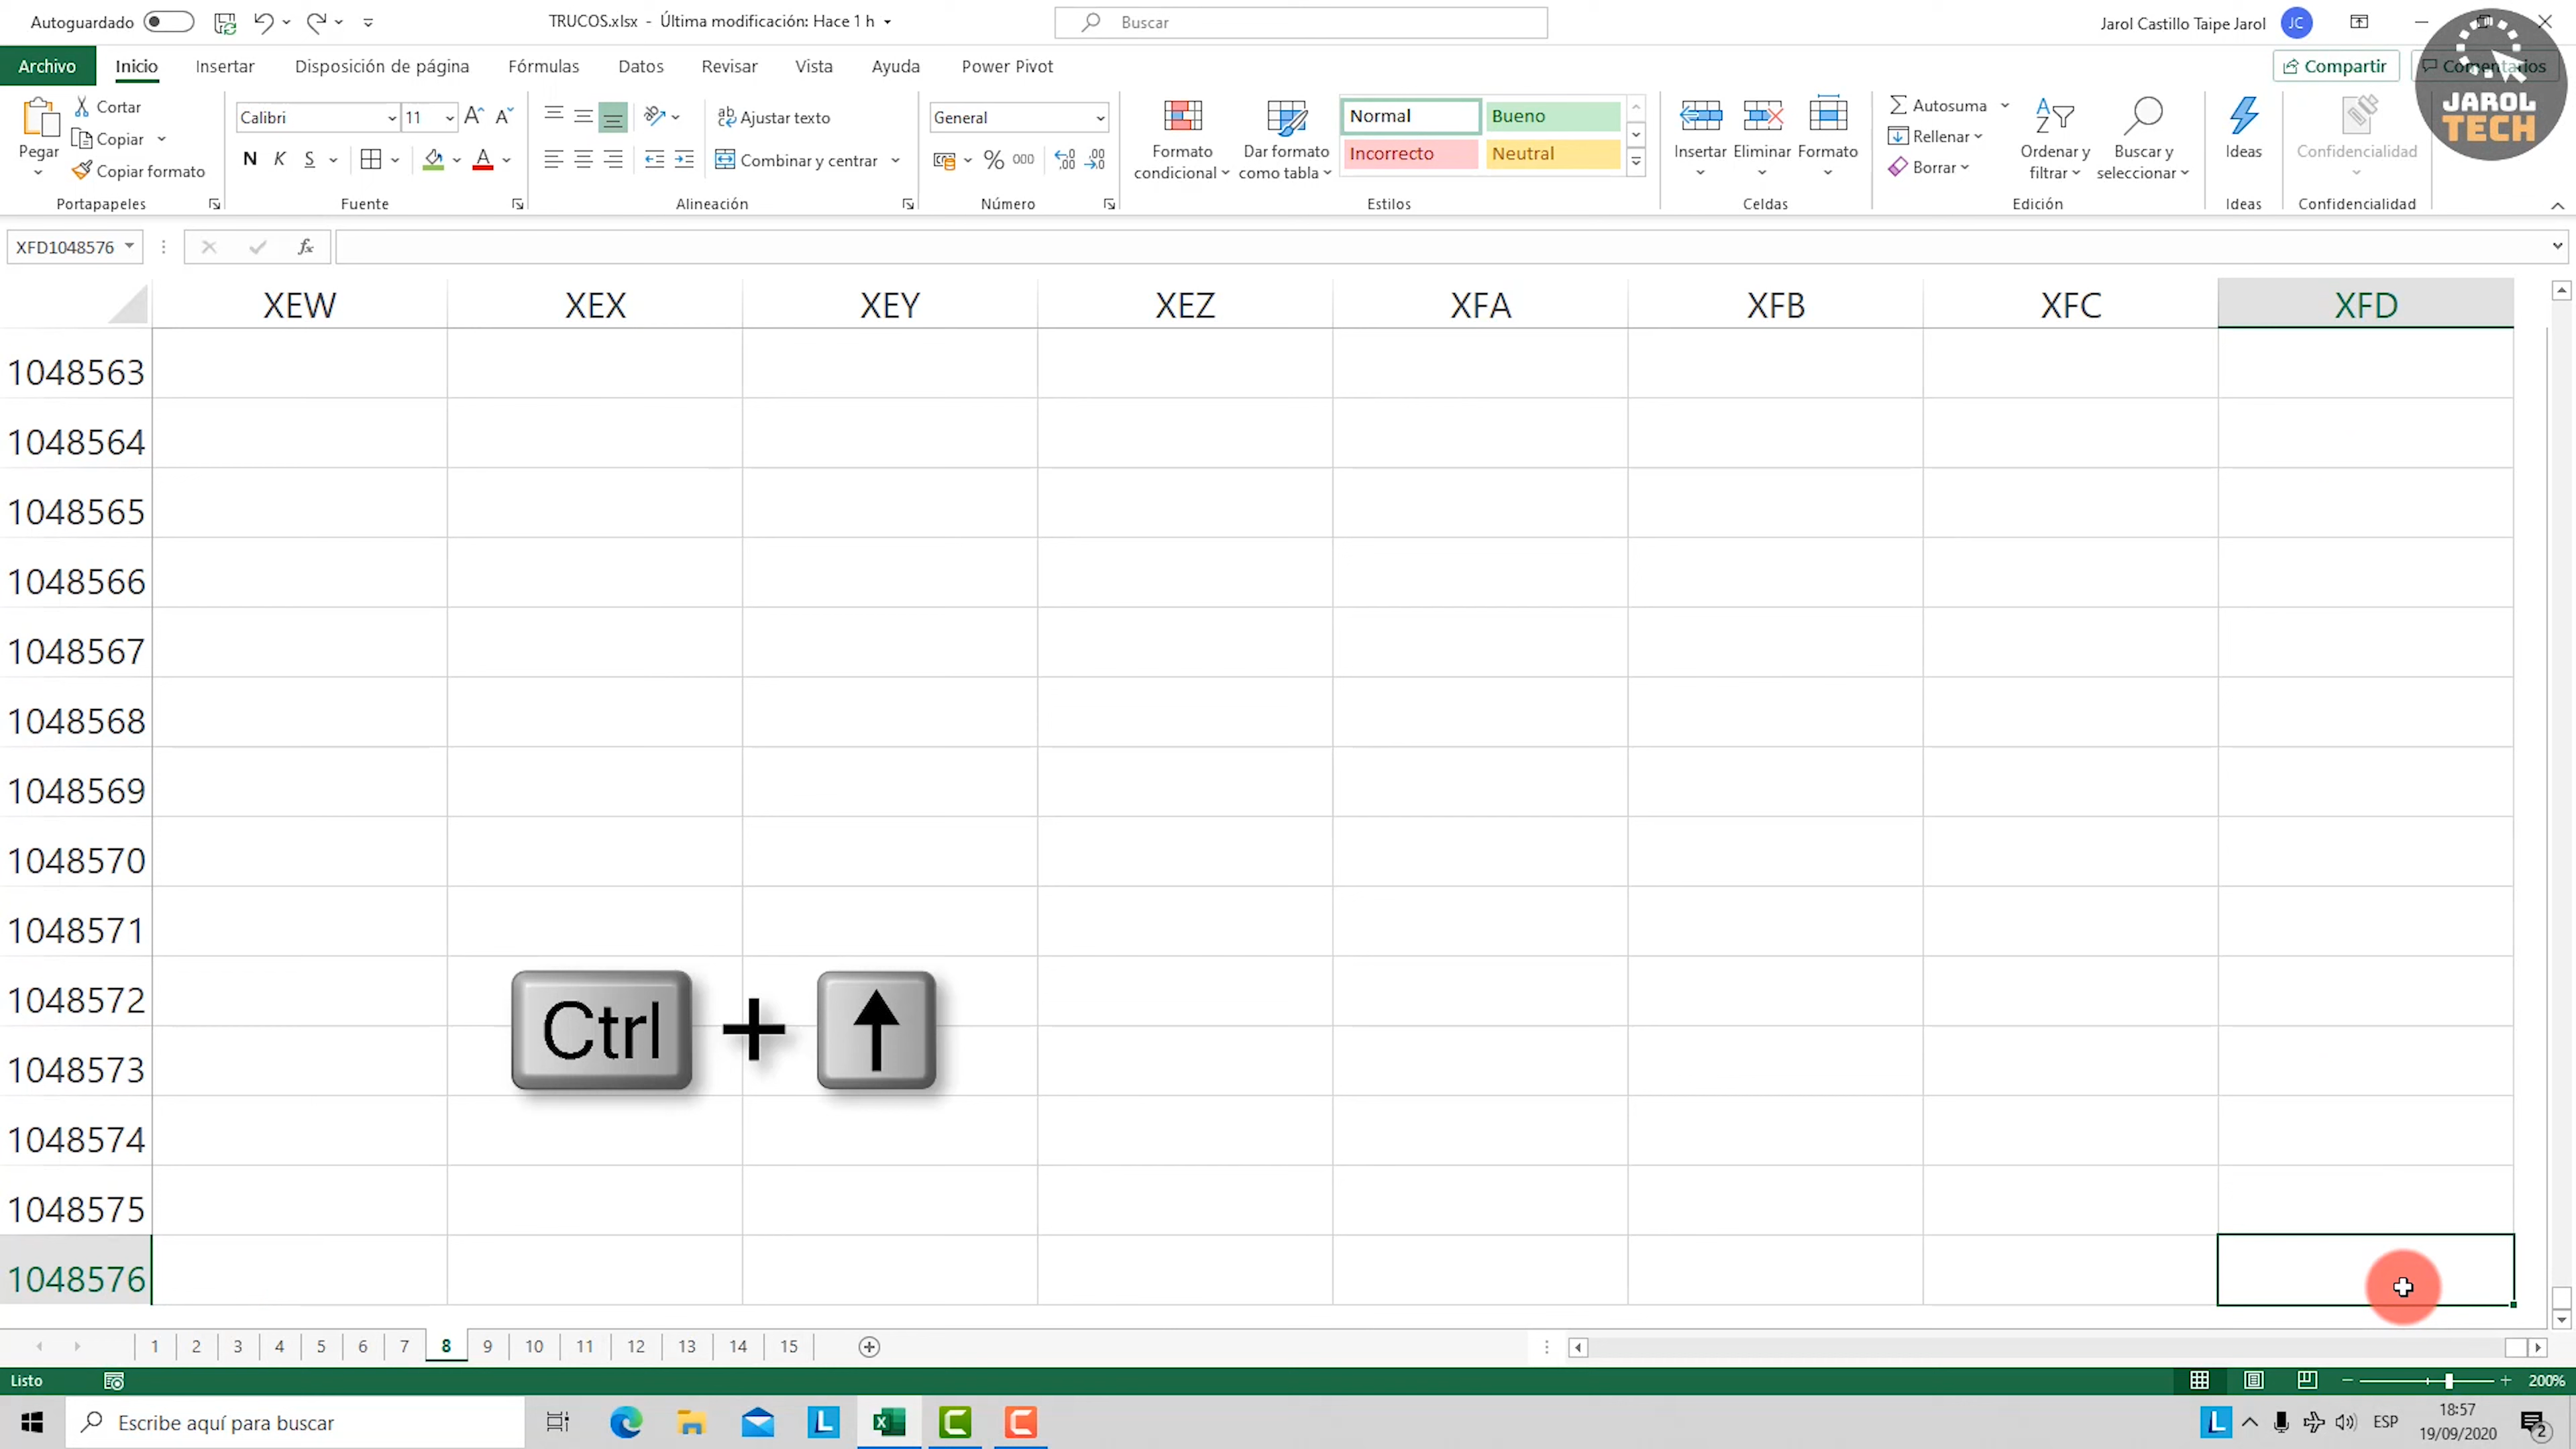 Autoguardado TRUCOS.xlsx - Última modificación: Hace 1 h Buscar Jarol Castillo Taipe Jarol JC
Archivo Inicio Insertar Disposición de página Fórmulas Datos Revisar Vista Ayuda Power Pivot Compartir Comentarios
JAROL
TECH
Pegar
Cortar
Copiar
Copiar formato
Portapapeles
Calibri 11
N K S
Fuente
Ajustar texto
Combinar y centrar
Alineación
General
% 000
Número
Formato
condicional
Dar formato
como tabla
Normal Bueno
Incorrecto Neutral
Estilos
Insertar Eliminar Formato
Celdas
Autosuma
Rellenar
Borrar
Ordenar y
filtrar
Buscar y
seleccionar
Edición
Ideas
Ideas
Confidencialidad
Confidencialidad
XFD1048576 fx
XEW XEX XEY XEZ XFA XFB XFC XFD
1048563
1048564
1048565
1048566
1048567
1048568
1048569
1048570
1048571
1048572
1048573
1048574
1048575
1048576
Ctrl + ↑
1 2 3 4 5 6 7 8 9 10 11 12 13 14 15
Listo 200%
Escribe aquí para buscar ESP 18:57
19/09/2020
2